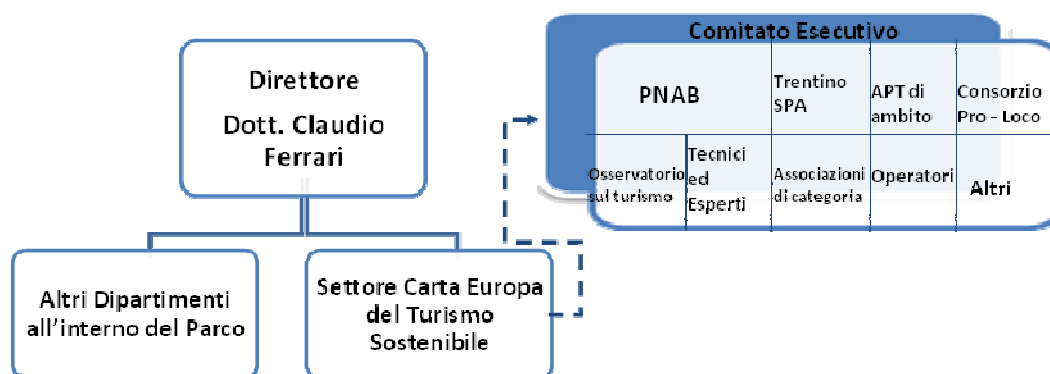 Comitato Esecutivo
Direttore
Dott. Claudio
Ferrari
PNAB
Trentino
SPA
APT di
ambito
Consorzio
Pro - Loco
Osservatorio
sul turismo
Tecnici
ed
Esperti
Associazioni
di categoria
Operatori
Altri
Altri Dipartimenti
all'interno del Parco
Settore Carta Europa
del Turismo
Sostenibile